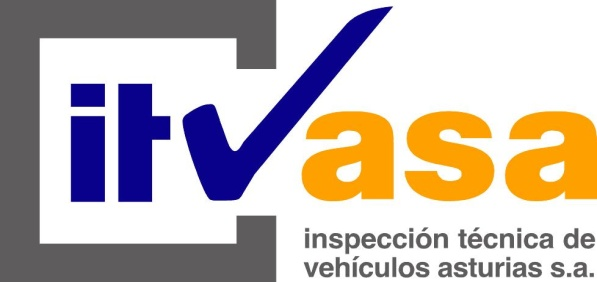 itvasa
inspección técnica de
vehículos asturias s.a.